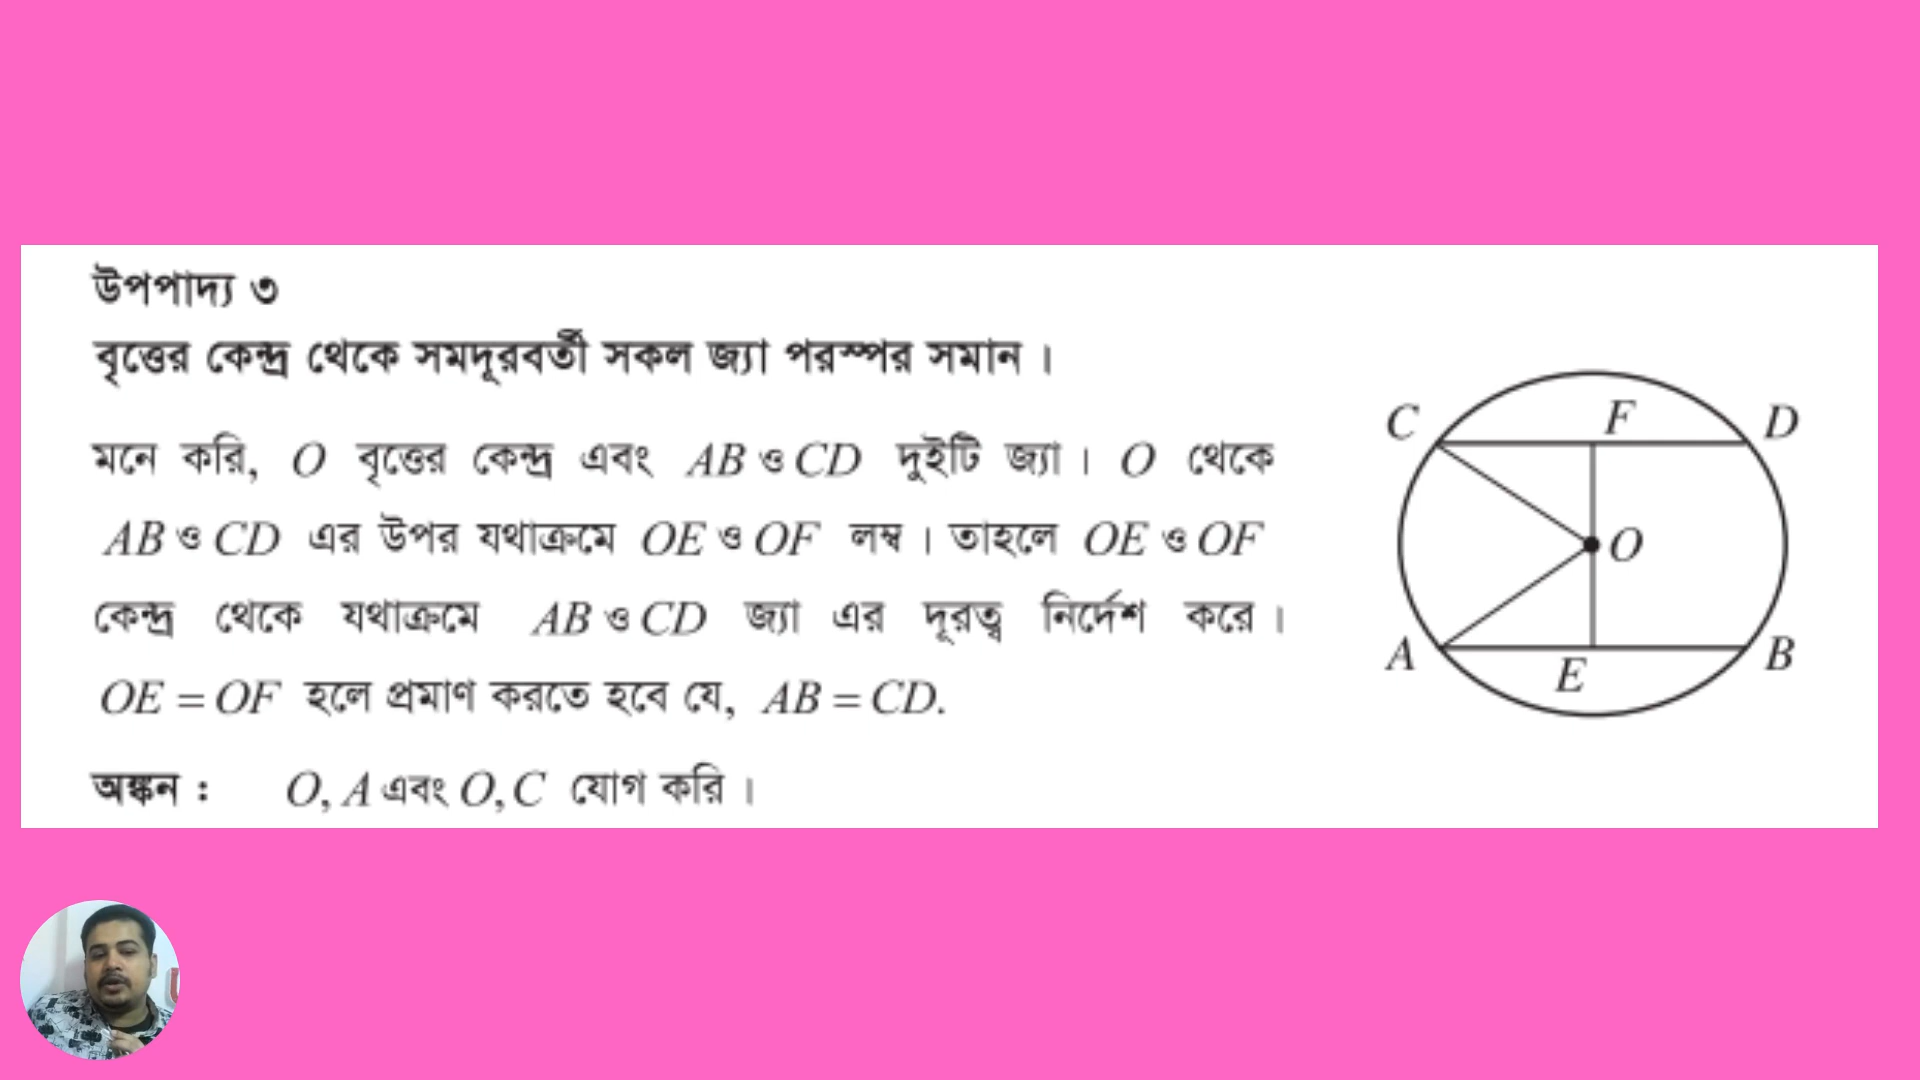 উপপাদ্য ৩
বৃত্তের কেন্দ্র থেকে সমদূরবর্তী সকল জ্যা পরস্পর সমান।
মনে করি, O বৃত্তের কেন্দ্র এবং AB ও CD দুইটি জ্যা। O থেকে
AB ও CD এর উপর যথাক্রমে OE ও OF লম্ব। তাহলে OE ও OF
কেন্দ্র থেকে যথাক্রমে AB ও CD জ্যা এর দূরত্ব নির্দেশ করে।
OE = OF হলে প্রমাণ করতে হবে যে, AB = CD.
অঙ্কন : O, A এবং O, C যোগ করি।
C F D
O
A E B